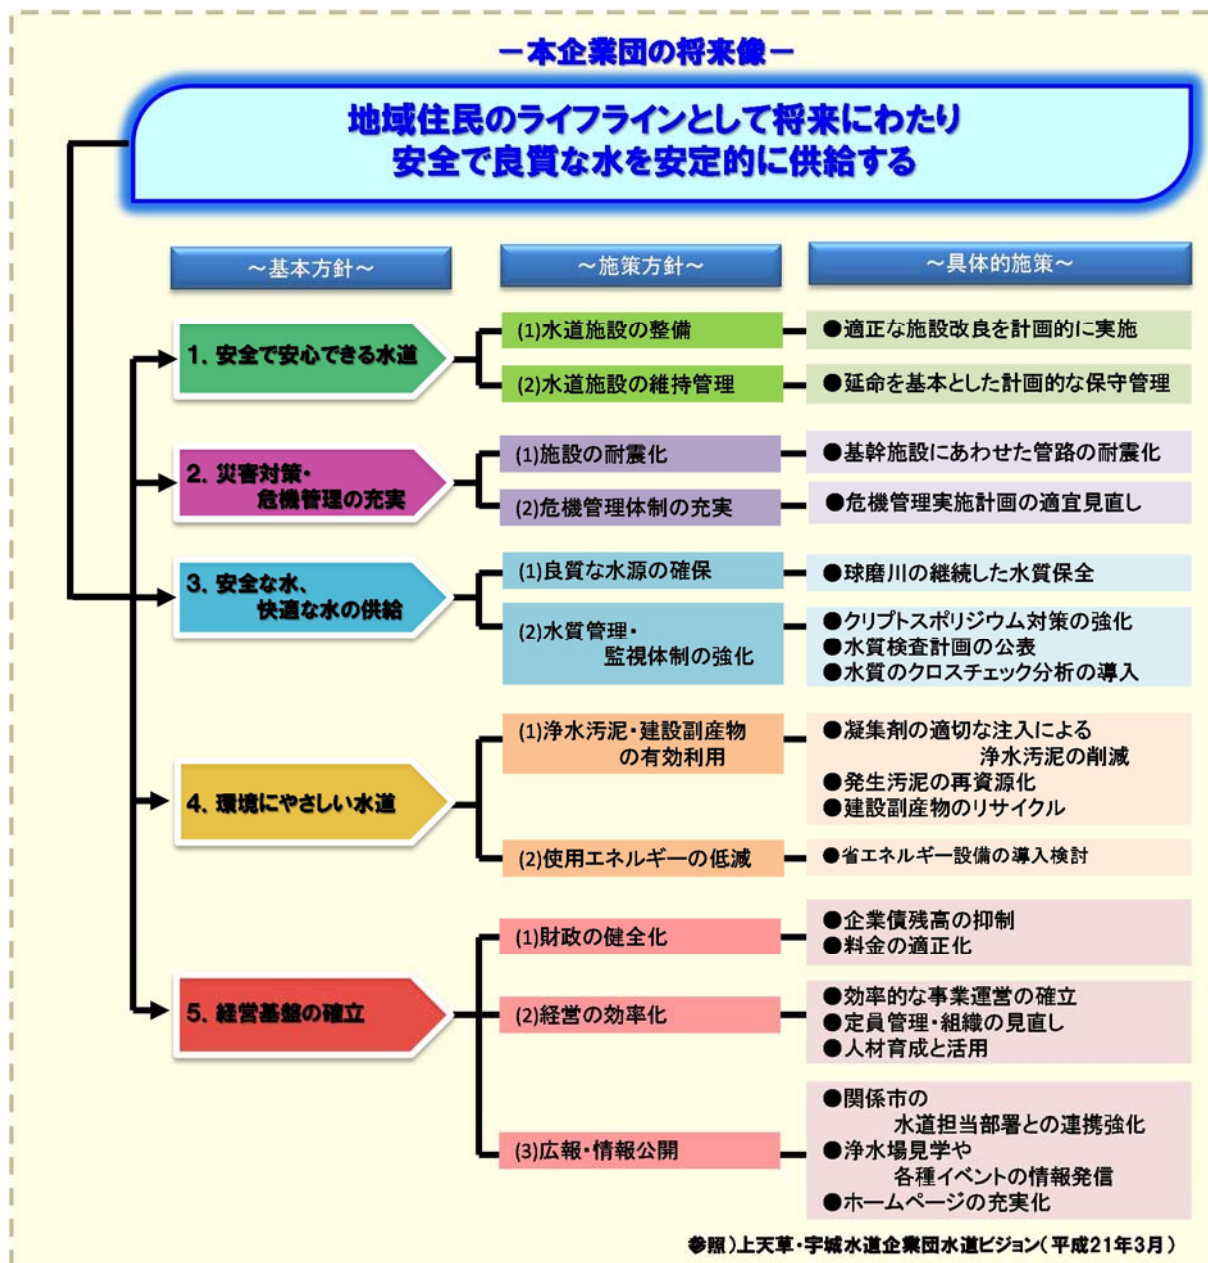 －本企業団の将来像－
地域住民のライフラインとして将来にわたり
安全で良質な水を安定的に供給する
～基本方針～
～施策方針～
～具体的施策～
1．安全で安心できる水道
(1)水道施設の整備
●適正な施設改良を計画的に実施
(2)水道施設の維持管理
●延命を基本とした計画的な保守管理
2．災害対策・
危機管理の充実
(1)施設の耐震化
●基幹施設にあわせた管路の耐震化
(2)危機管理体制の充実
●危機管理実施計画の適宜見直し
3．安全な水、
快適な水の供給
(1)良質な水源の確保
●球磨川の継続した水質保全
(2)水質管理・
監視体制の強化
●クリプトスポリジウム対策の強化
●水質検査計画の公表
●水質のクロスチェック分析の導入
4．環境にやさしい水道
(1)浄水汚泥・建設副産物
の有効利用
●凝集剤の適切な注入による
浄水汚泥の削減
●発生汚泥の再資源化
●建設副産物のリサイクル
(2)使用エネルギーの低減
●省エネルギー設備の導入検討
5．経営基盤の確立
(1)財政の健全化
●企業債残高の抑制
●料金の適正化
(2)経営の効率化
●効率的な事業運営の確立
●定員管理・組織の見直し
●人材育成と活用
(3)広報・情報公開
●関係市の
水道担当部署との連携強化
●浄水場見学や
各種イベントの情報発信
●ホームページの充実化
参照）上天草・宇城水道企業団水道ビジョン（平成21年3月）